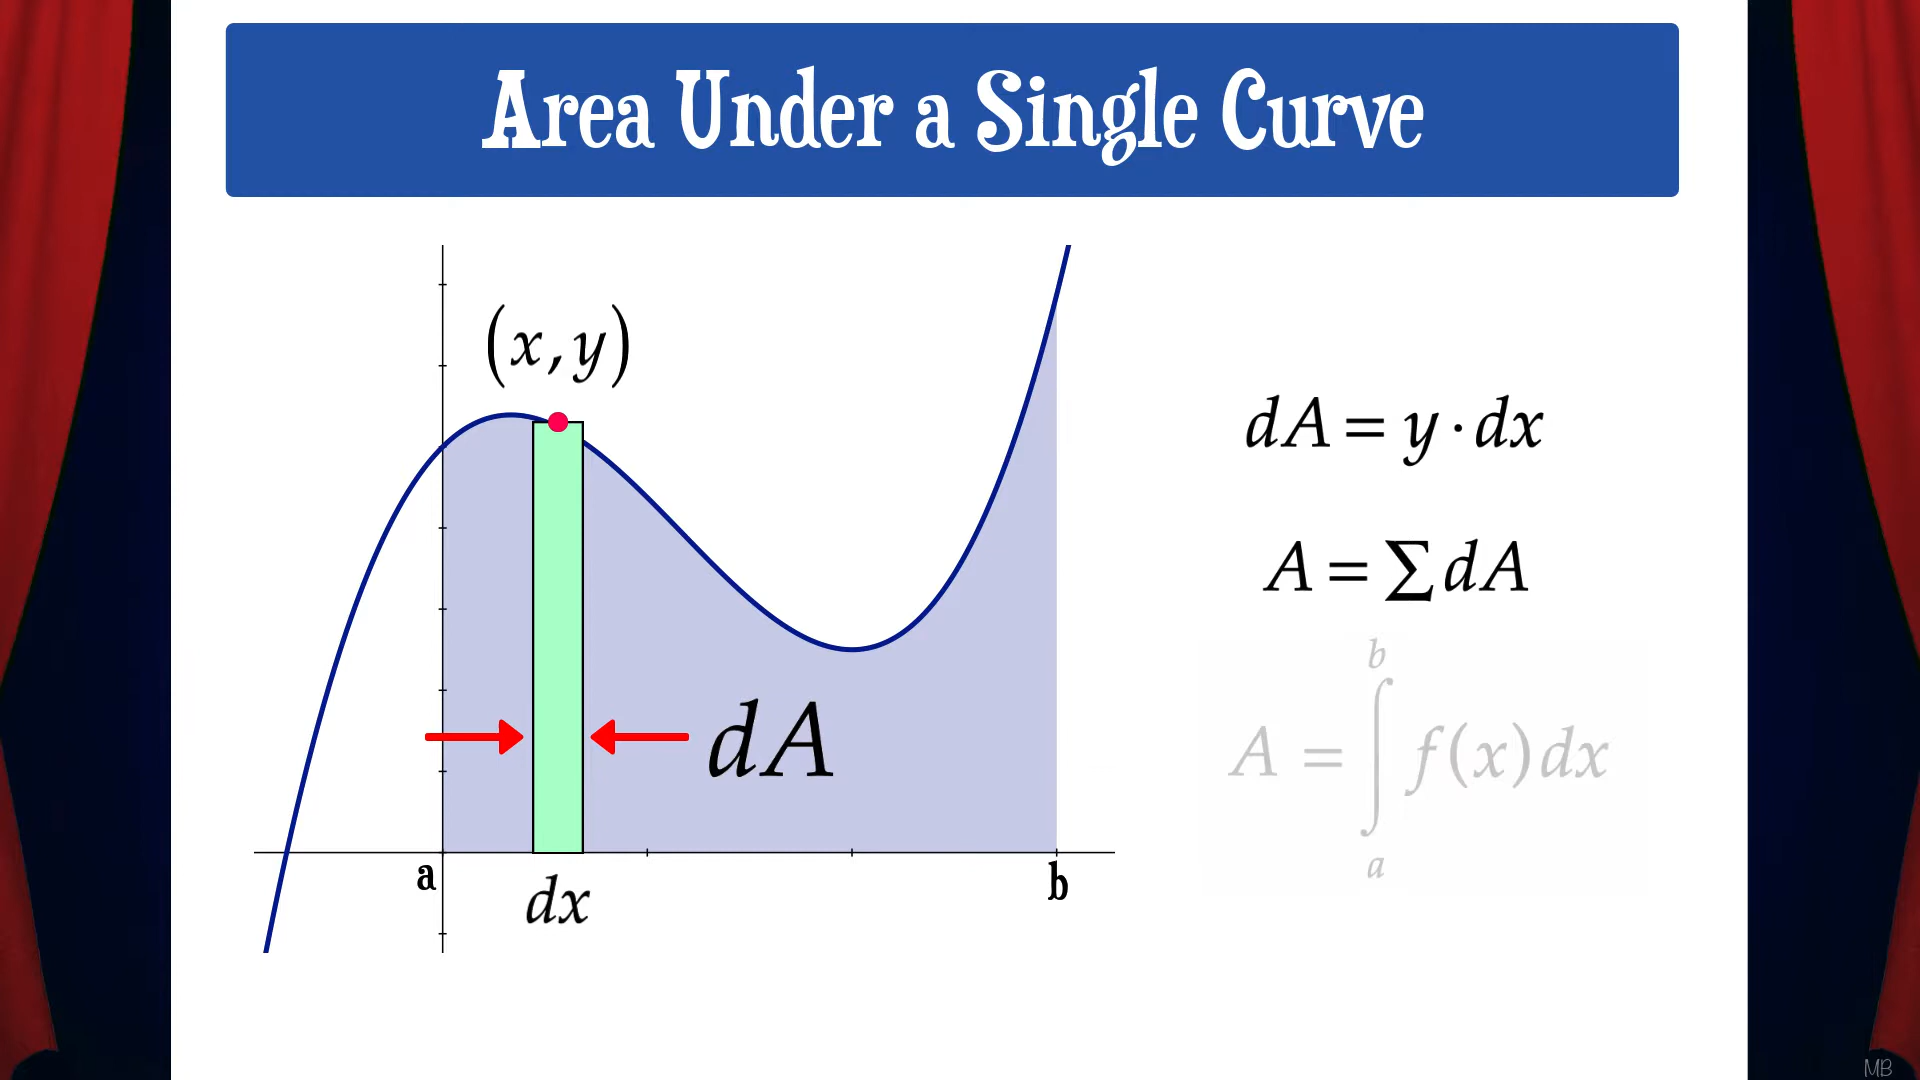 Area Under a Single Curve
(x, y)
dA
a
dx
b
dA = y · dx
A = ∑ dA
b
A = ∫ f(x) dx
a
MB